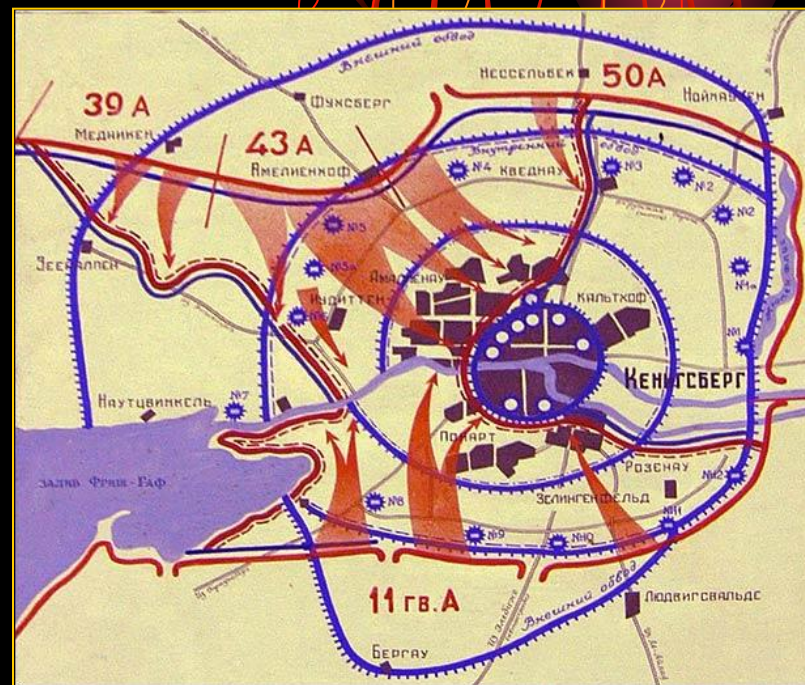 Внешний обвод
Нессельбек
50 А
39 А
Фуксберг
Нойхаузен
Медникен
43 А
Амелиенхоф
Внутренний обвод
№4
Кведнау
№3
№2
№2
№5
Зеераппен
№5а
Амалиенау
№1а
Иудиттен
Кальтхоф
№6
№1
Кенигсберг
Наутцвинкель
№7
Понарт
залив Фриш-Гаф
Розенау
№12
№8
Зелингенфельд
№11
№9
№10
11 гв. А
Людвигсвальде
Внешний обвод
Бергау